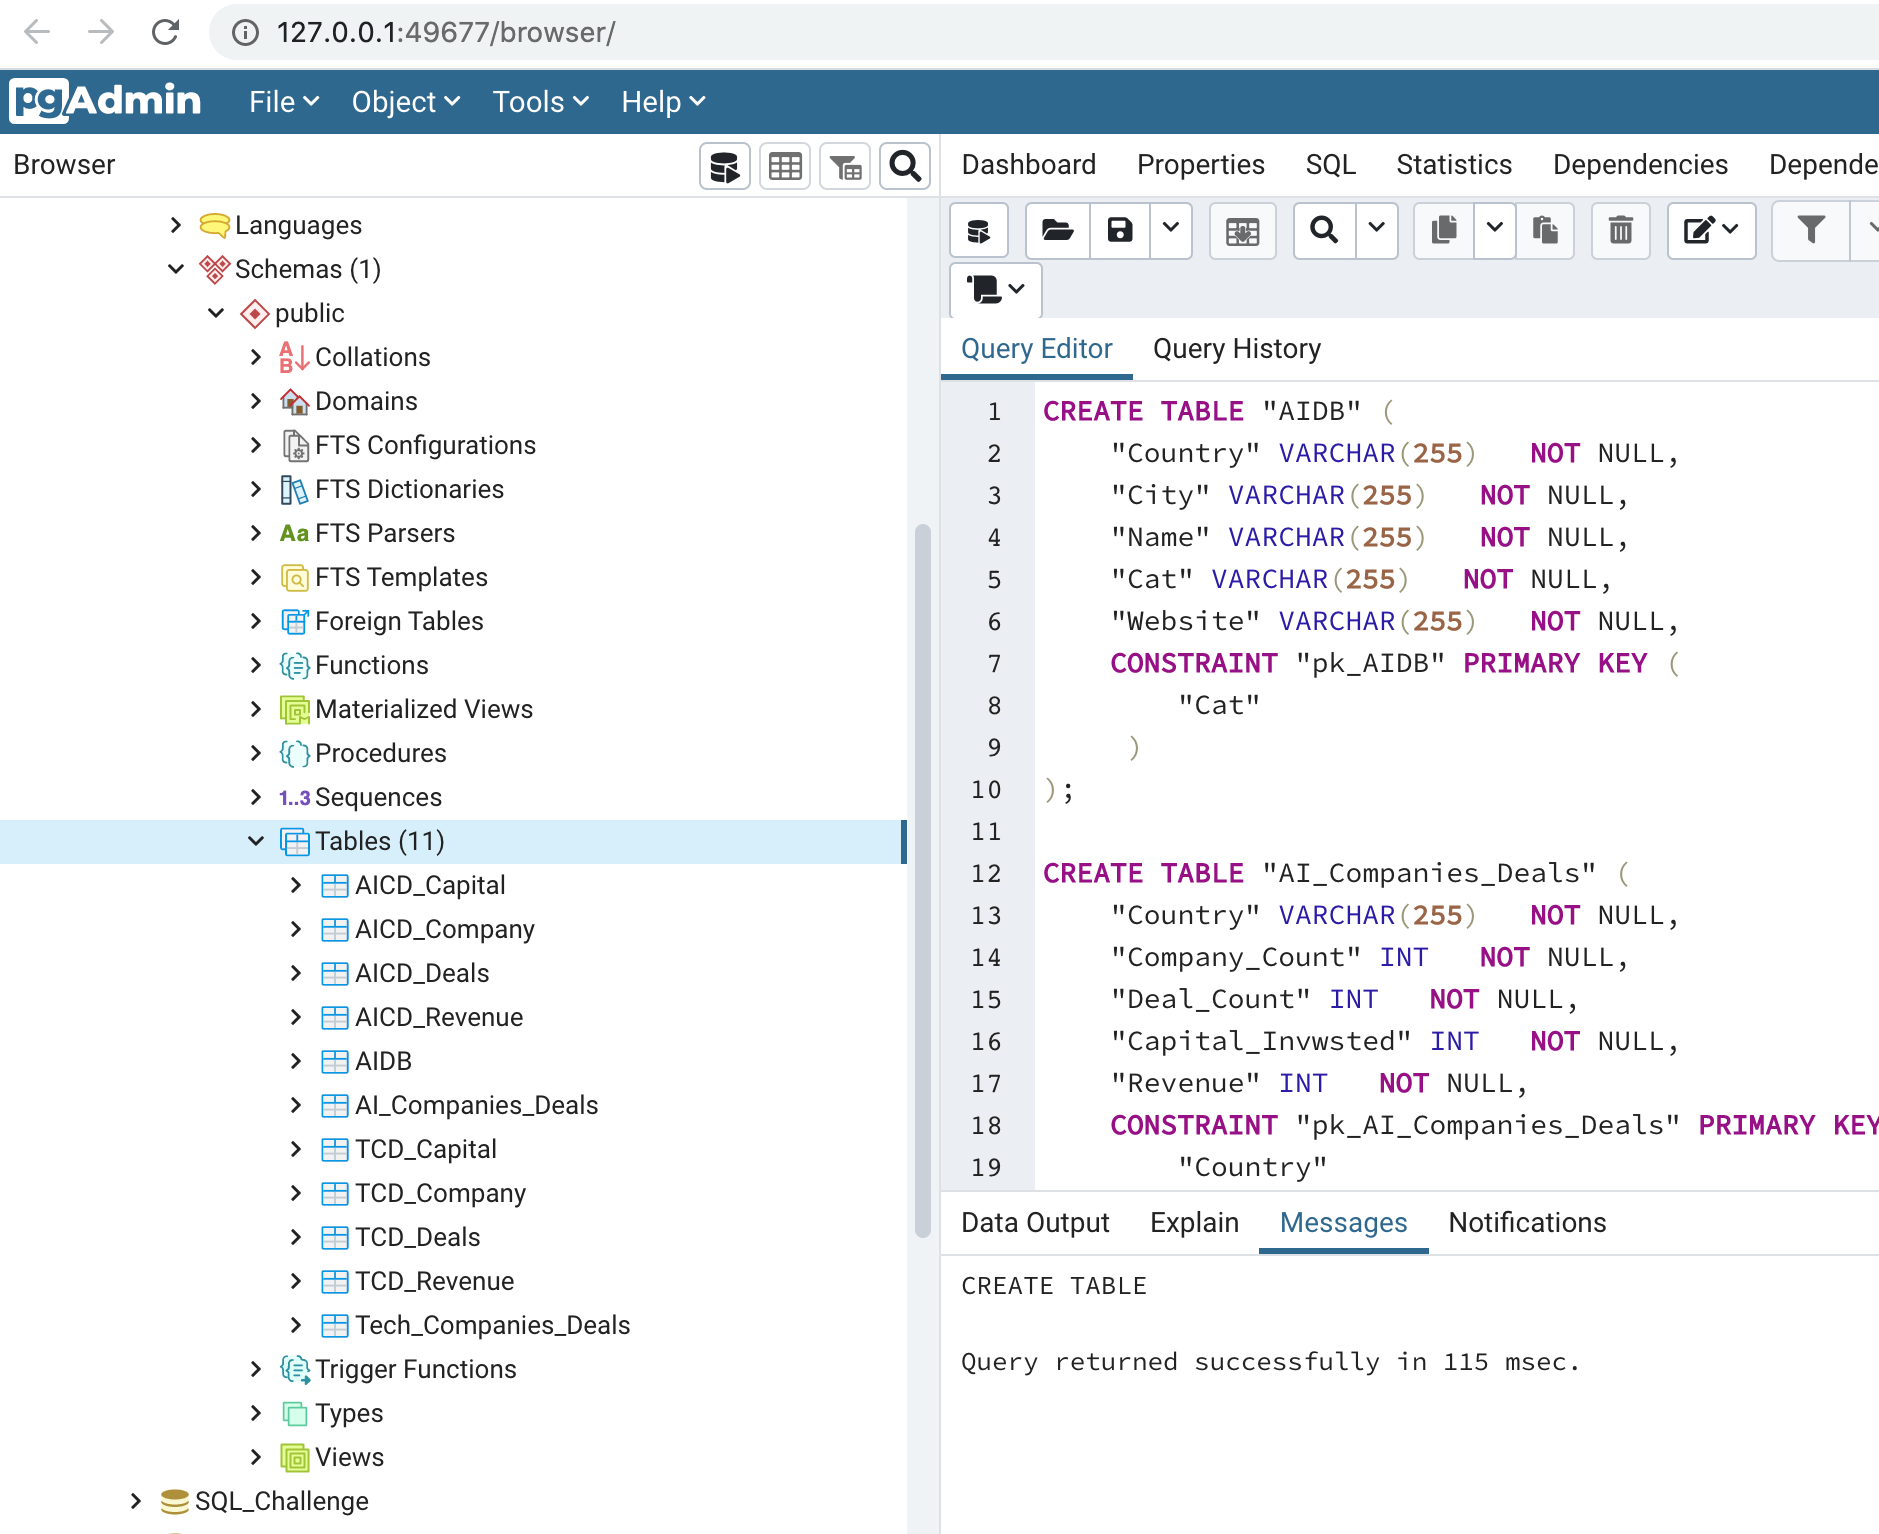 127.0.0.1:49677/browser/
pgAdmin File Object Tools Help
Browser
Languages
Schemas (1)
public
A B Collations
Domains
FTS Configurations
FTS Dictionaries
Aa FTS Parsers
FTS Templates
Foreign Tables
Functions
Materialized Views
Procedures
1..3 Sequences
Tables (11)
AICD_Capital
AICD_Company
AICD_Deals
AICD_Revenue
AIDB
AI_Companies_Deals
TCD_Capital
TCD_Company
TCD_Deals
TCD_Revenue
Tech_Companies_Deals
Trigger Functions
Types
Views
SQL_Challenge
Dashboard Properties SQL Statistics Dependencies Depende
Query Editor Query History
1 CREATE TABLE "AIDB" (
2 "Country" VARCHAR(255) NOT NULL,
3 "City" VARCHAR(255) NOT NULL,
4 "Name" VARCHAR(255) NOT NULL,
5 "Cat" VARCHAR(255) NOT NULL,
6 "Website" VARCHAR(255) NOT NULL,
7 CONSTRAINT "pk_AIDB" PRIMARY KEY (
8 "Cat"
9 )
10 );
11
12 CREATE TABLE "AI_Companies_Deals" (
13 "Country" VARCHAR(255) NOT NULL,
14 "Company_Count" INT NOT NULL,
15 "Deal_Count" INT NOT NULL,
16 "Capital_Invwsted" INT NOT NULL,
17 "Revenue" INT NOT NULL,
18 CONSTRAINT "pk_AI_Companies_Deals" PRIMARY KEY
19 "Country"
Data Output Explain Messages Notifications
CREATE TABLE
Query returned successfully in 115 msec.